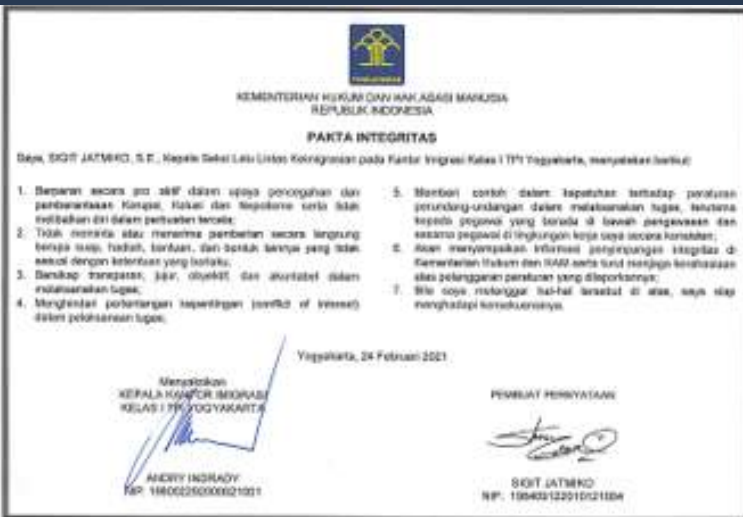 KEMENTERIAN HUKUM DAN HAK ASASI MANUSIA
REPUBLIK INDONESIA
PAKTA INTEGRITAS
Saya, SIGIT JATMIKO, S.E., Kepala Seksi Lalu Lintas Keimigrasian pada Kantor Imigrasi Kelas I TPI Yogyakarta, menyatakan berikut:
1. Berperan secara pro aktif dalam upaya pencegahan dan
pemberantasan Korupsi, Kolusi dan Nepotisme serta tidak
melibatkan diri dalam perbuatan tercela;
2. Tidak meminta atau menerima pemberian secara langsung
berupa suap, hadiah, bantuan, dan bentuk lainnya yang tidak
sesuai dengan ketentuan yang berlaku;
3. Bersikap transparan, jujur, objektif, dan akuntabel dalam
melaksanakan tugas;
4. Menghindari pertentangan kepentingan (conflict of interest)
dalam pelaksanaan tugas;
5. Memberi contoh dalam kepatuhan terhadap peraturan
perundang-undangan dalam melaksanakan tugas, terutama
kepada pegawai yang berada di bawah pengawasan dan
sesama pegawai di lingkungan kerja saya secara konsisten;
6. Akan menyampaikan informasi penyimpangan integritas di
Kementerian Hukum dan HAM serta turut menjaga kerahasiaan
atas pelanggaran peraturan yang dilaporkannya;
7. Bila saya melanggar hal-hal tersebut di atas, saya siap
menghadapi konsekuensinya.
Yogyakarta, 24 Februari 2021
Menyaksikan
KEPALA KANTOR IMIGRASI
KELAS I TPI YOGYAKARTA
ANDRY INDRADY
NIP.
PEMBUAT PERNYATAAN
SIGIT JATMIKO
NIP.